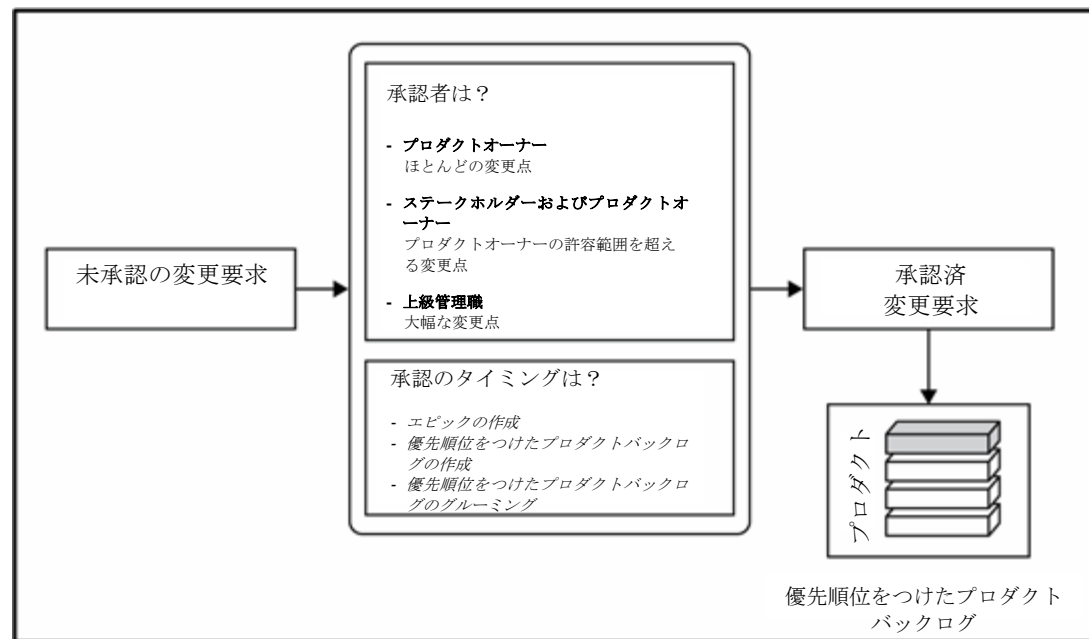 未承認の変更要求
承認者は？
- プロダクトオーナー
ほとんどの変更点
- ステークホルダーおよびプロダクトオ
ーナー
プロダクトオーナーの許容範囲を超え
る変更点
- 上級管理職
大幅な変更点
承認のタイミングは？
- エピックの作成
- 優先順位をつけたプロダクトバックロ
グの作成
- 優先順位をつけたプロダクトバックロ
グのグルーミング
承認済
変更要求
プロダクト
優先順位をつけたプロダクト
バックログ